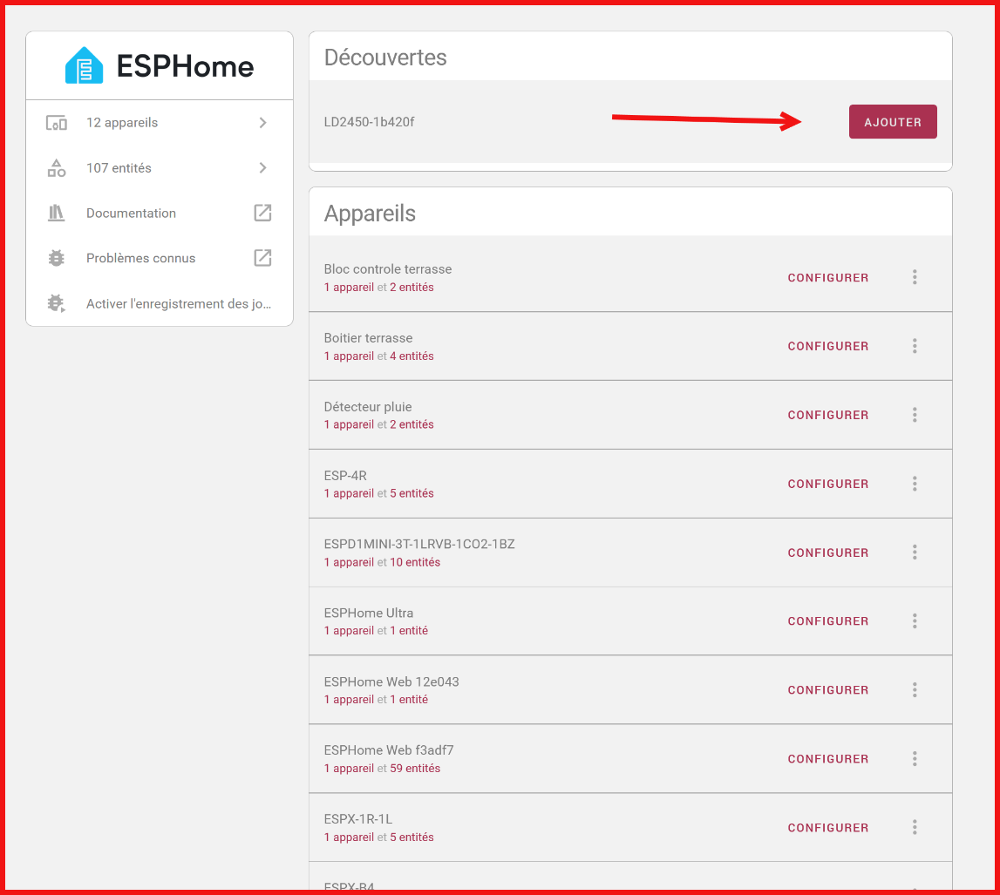 ESPHome
12 appareils
107 entités
Documentation
Problèmes connus
Activer l'enregistrement des jo...
Découvertes
LD2450-1b420f
AJOUTER
Appareils
Bloc controle terrasse
1 appareil et 2 entités
CONFIGURER
Boitier terrasse
1 appareil et 4 entités
CONFIGURER
Détecteur pluie
1 appareil et 2 entités
CONFIGURER
ESP-4R
1 appareil et 5 entités
CONFIGURER
ESPD1MINI-3T-1LRVB-1CO2-1BZ
1 appareil et 10 entités
CONFIGURER
ESPHome Ultra
1 appareil et 1 entité
CONFIGURER
ESPHome Web 12e043
1 appareil et 1 entité
CONFIGURER
ESPHome Web f3adf7
1 appareil et 59 entités
CONFIGURER
ESPX-1R-1L
1 appareil et 5 entités
CONFIGURER
ESPX-B4